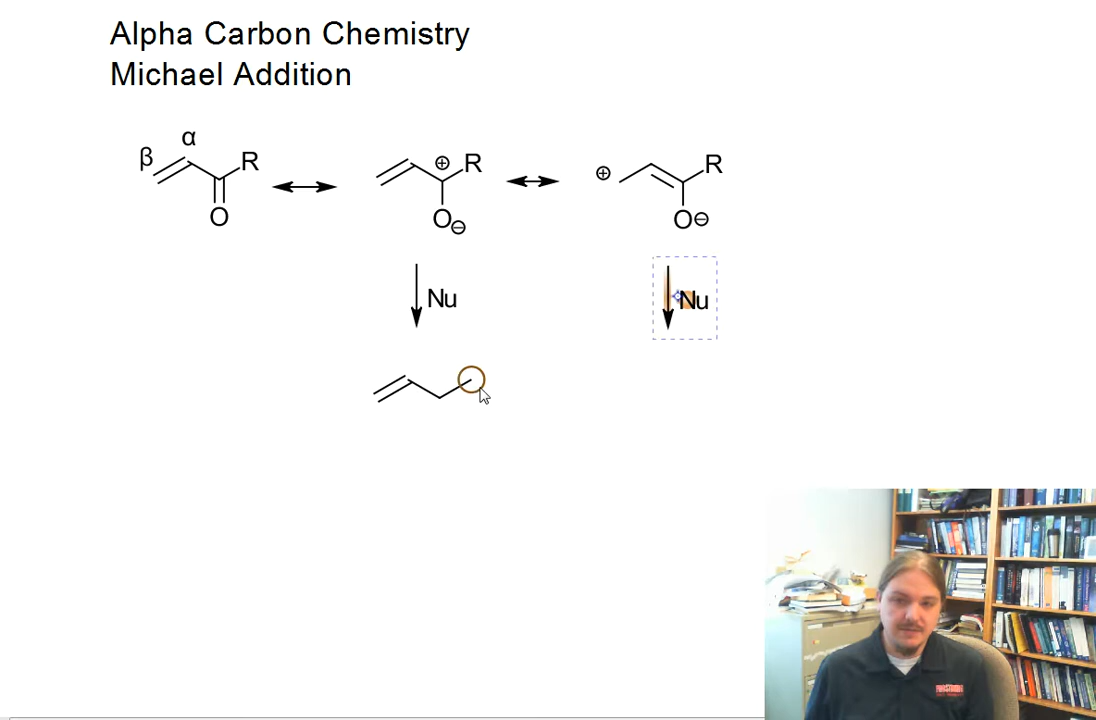 Alpha Carbon Chemistry
Michael Addition
β α R O
⊕ R O⊖
⊕ R O⊖
Nu
Nu